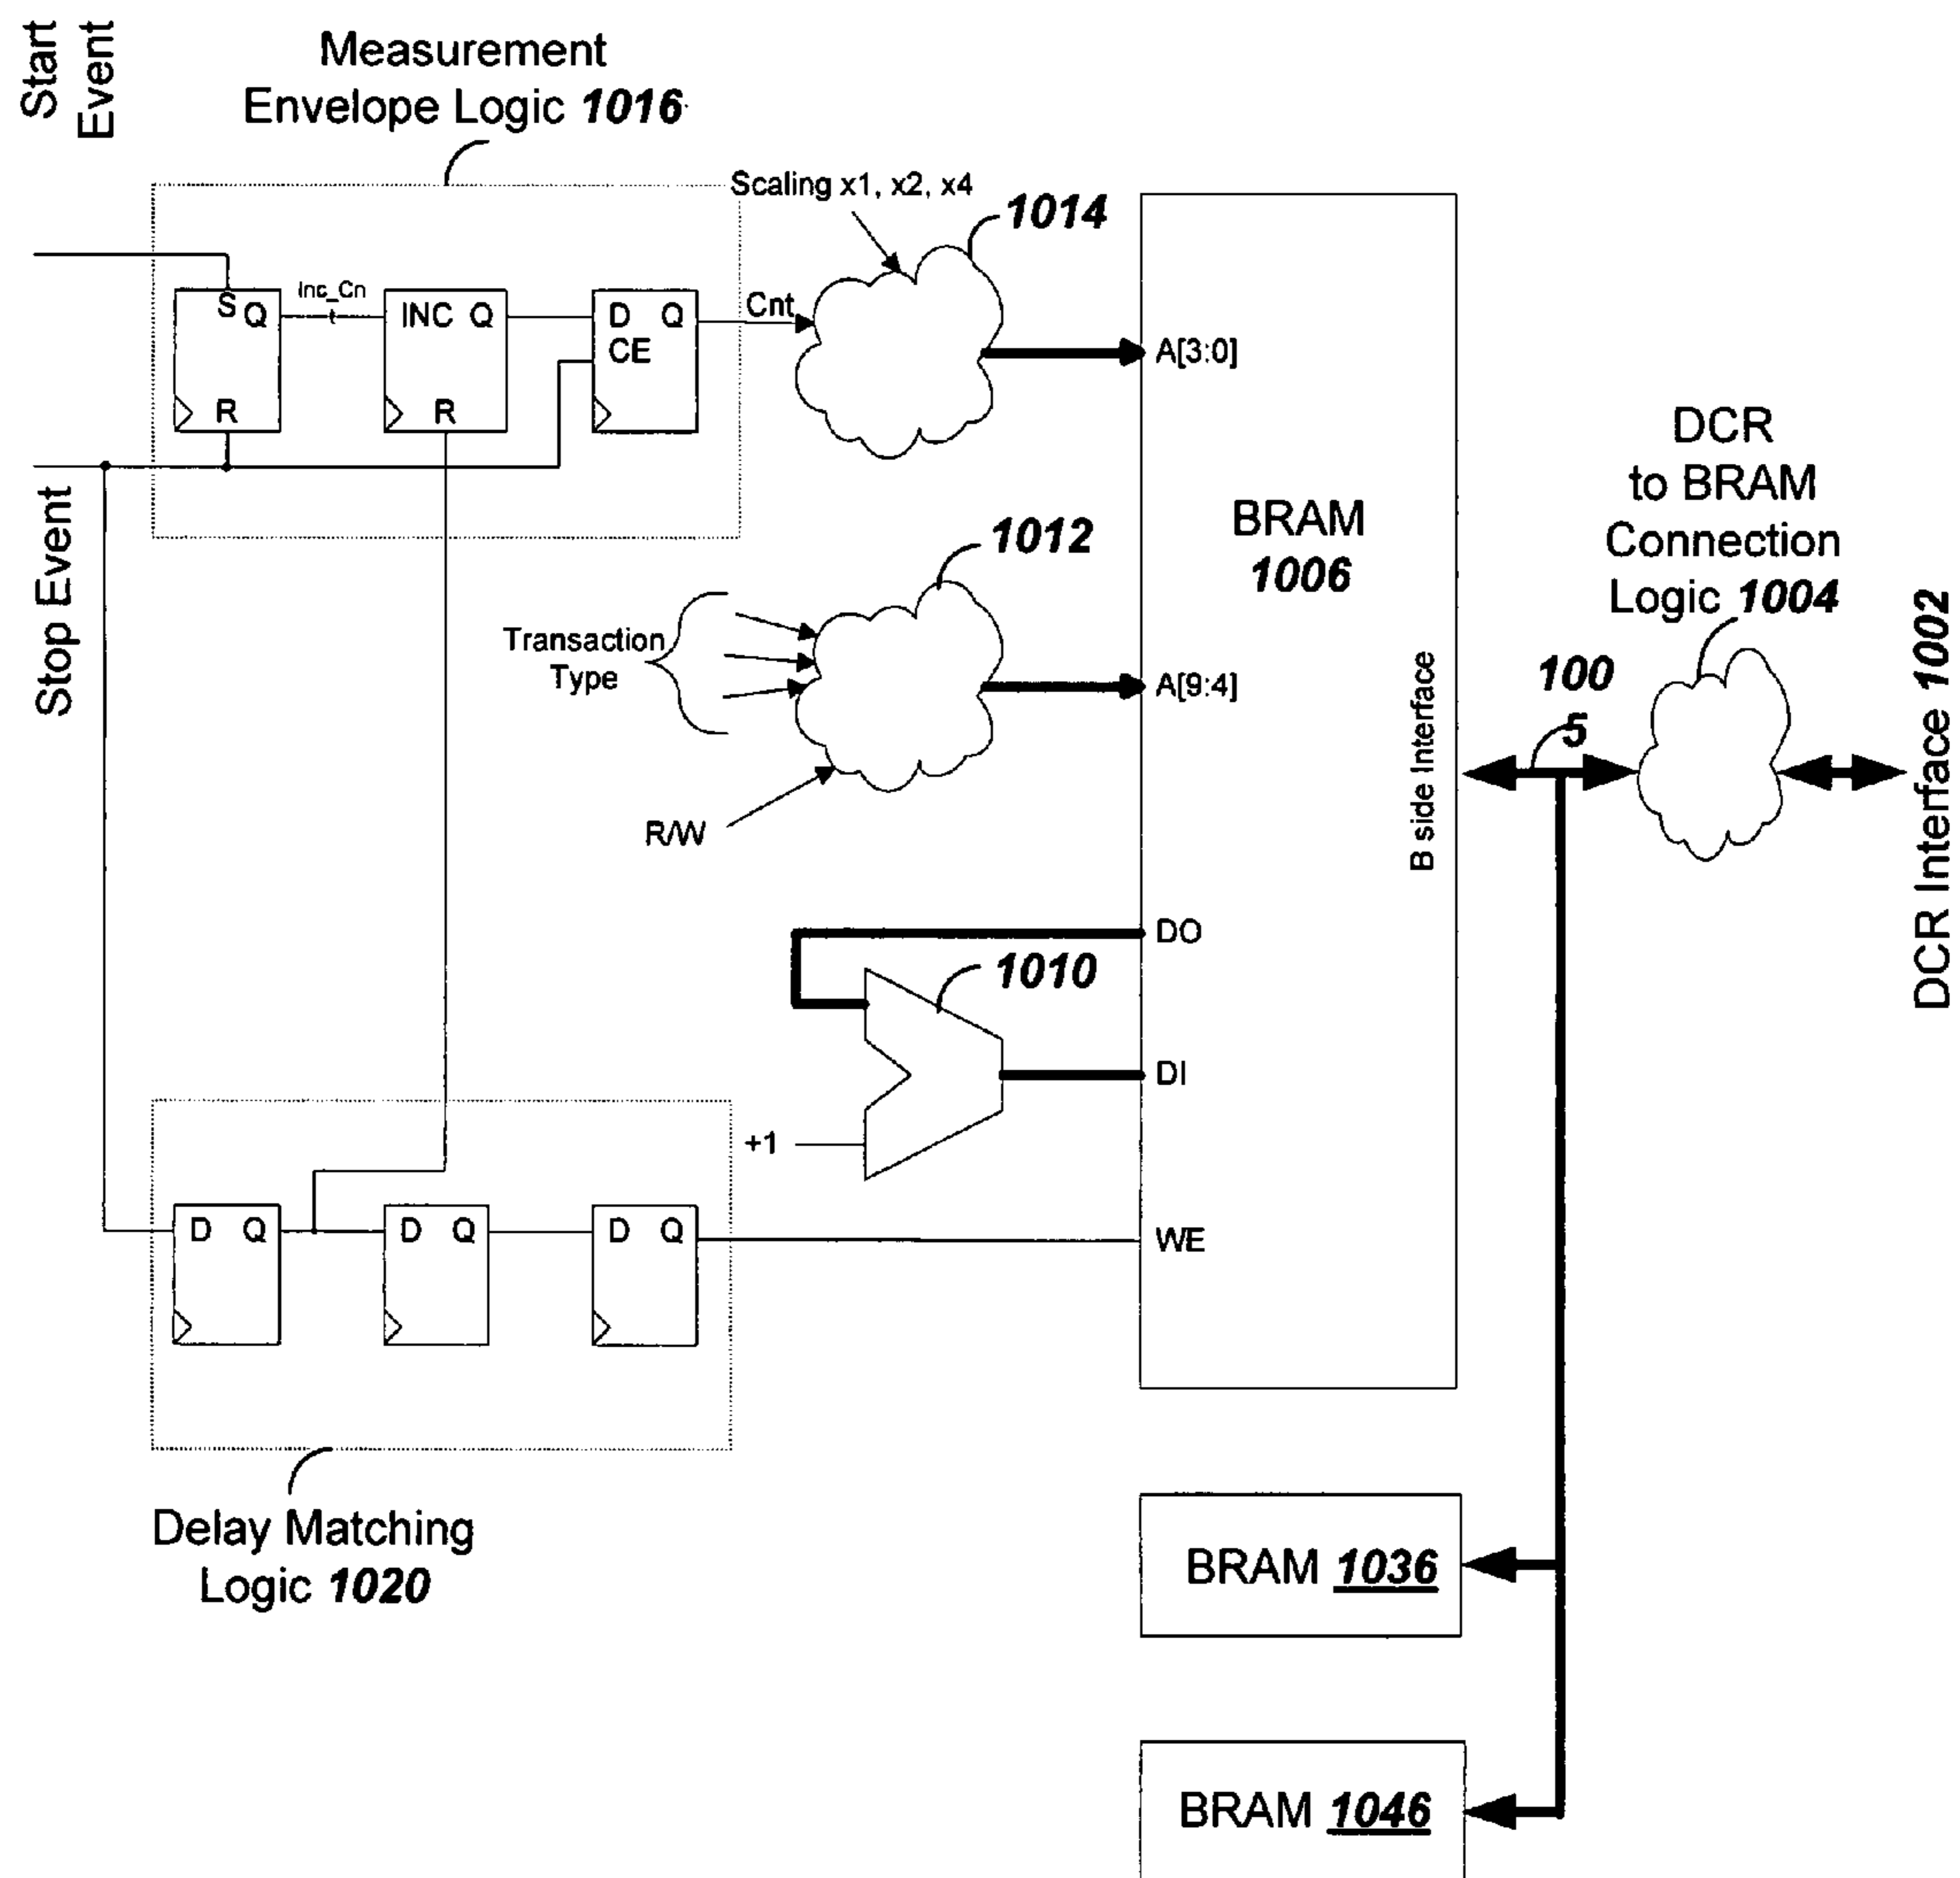 Start
Event
Measurement
Envelope Logic 1016
Scaling x1, x2, x4
1014
S
Q
Inc_Cn
INC Q
D Q
CE
Cnt
R
R
A[3:0]
Stop Event
1012
Transaction
Type
R/W
A[9:4]
BRAM
1006
B side Interface
DCR
to BRAM
Connection
Logic 1004
100
5
DCR Interface 1002
DO
1010
DI
+1
D Q
D Q
D Q
WE
Delay Matching
Logic 1020
BRAM 1036
BRAM 1046